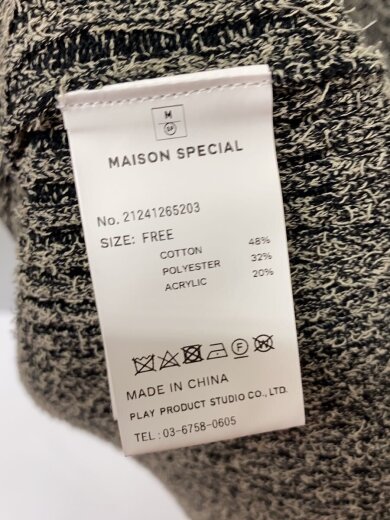 M
SP
MAISON SPECIAL
No. 21241265203
SIZE: FREE
COTTON 48%
POLYESTER 32%
ACRYLIC 20%
MADE IN CHINA
PLAY PRODUCT STUDIO CO., LTD.
TEL : 03-6758-0605